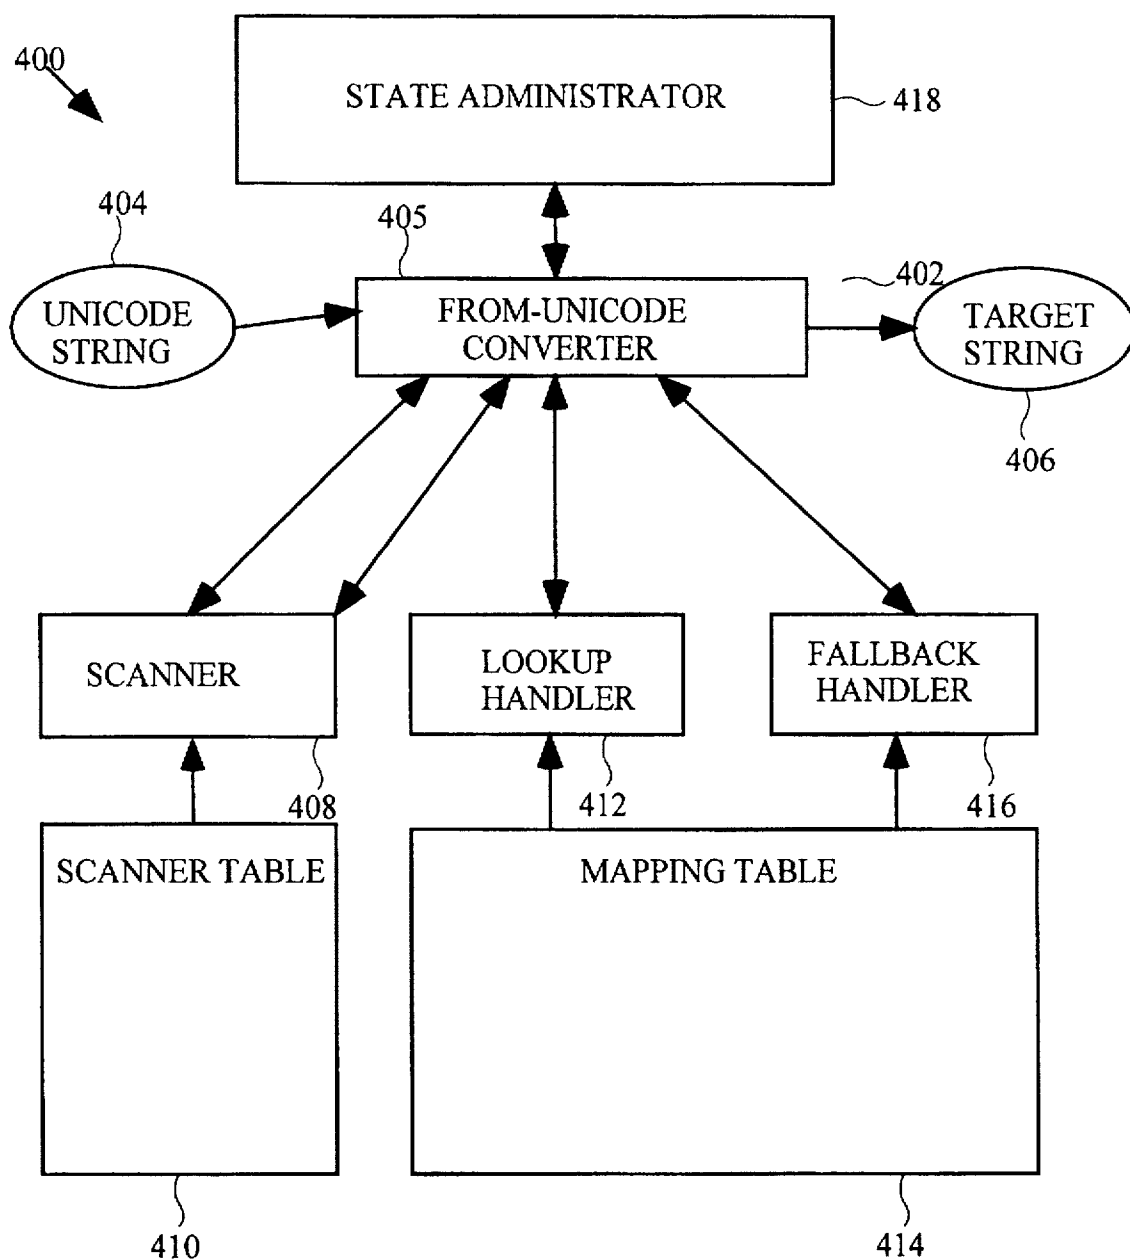 400
STATE ADMINISTRATOR
418
404
405
UNICODE
STRING
FROM-UNICODE
CONVERTER
402
TARGET
STRING
406
SCANNER
LOOKUP
HANDLER
FALLBACK
HANDLER
408
412
416
SCANNER TABLE
MAPPING TABLE
410
414